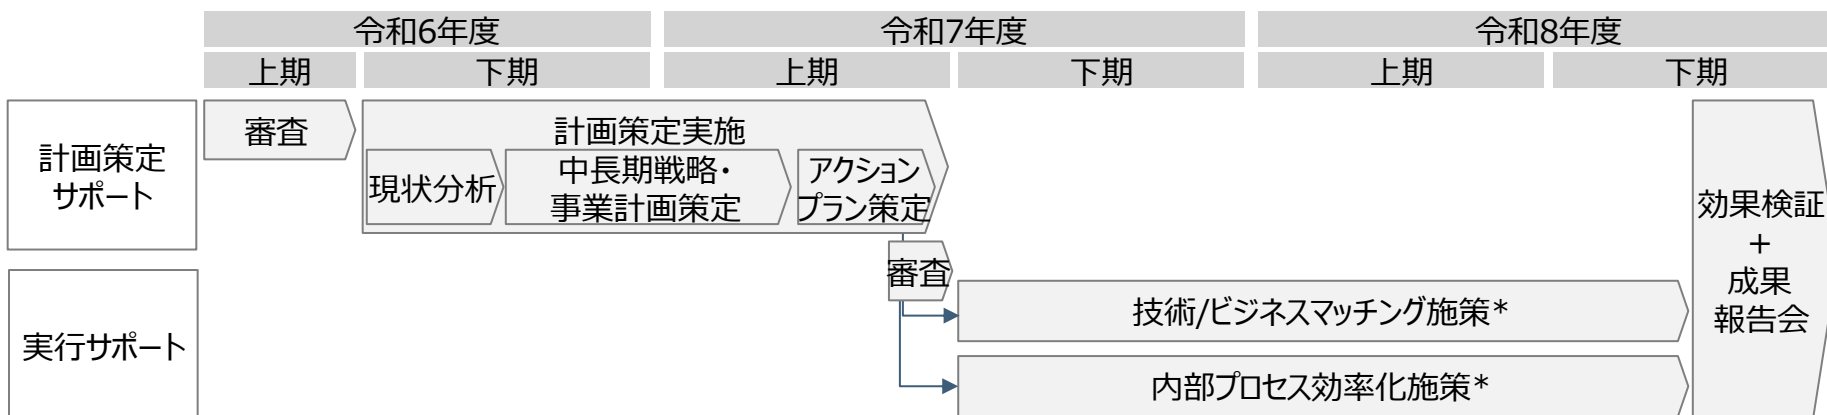 令和6年度
令和7年度
令和8年度
上期
下期
上期
下期
上期
下期
計画策定
サポート
審査
計画策定実施
現状分析
中長期戦略・
事業計画策定
アクション
プラン策定
審査
実行サポート
技術/ビジネスマッチング施策*
内部プロセス効率化施策*
効果検証
+
成果
報告会